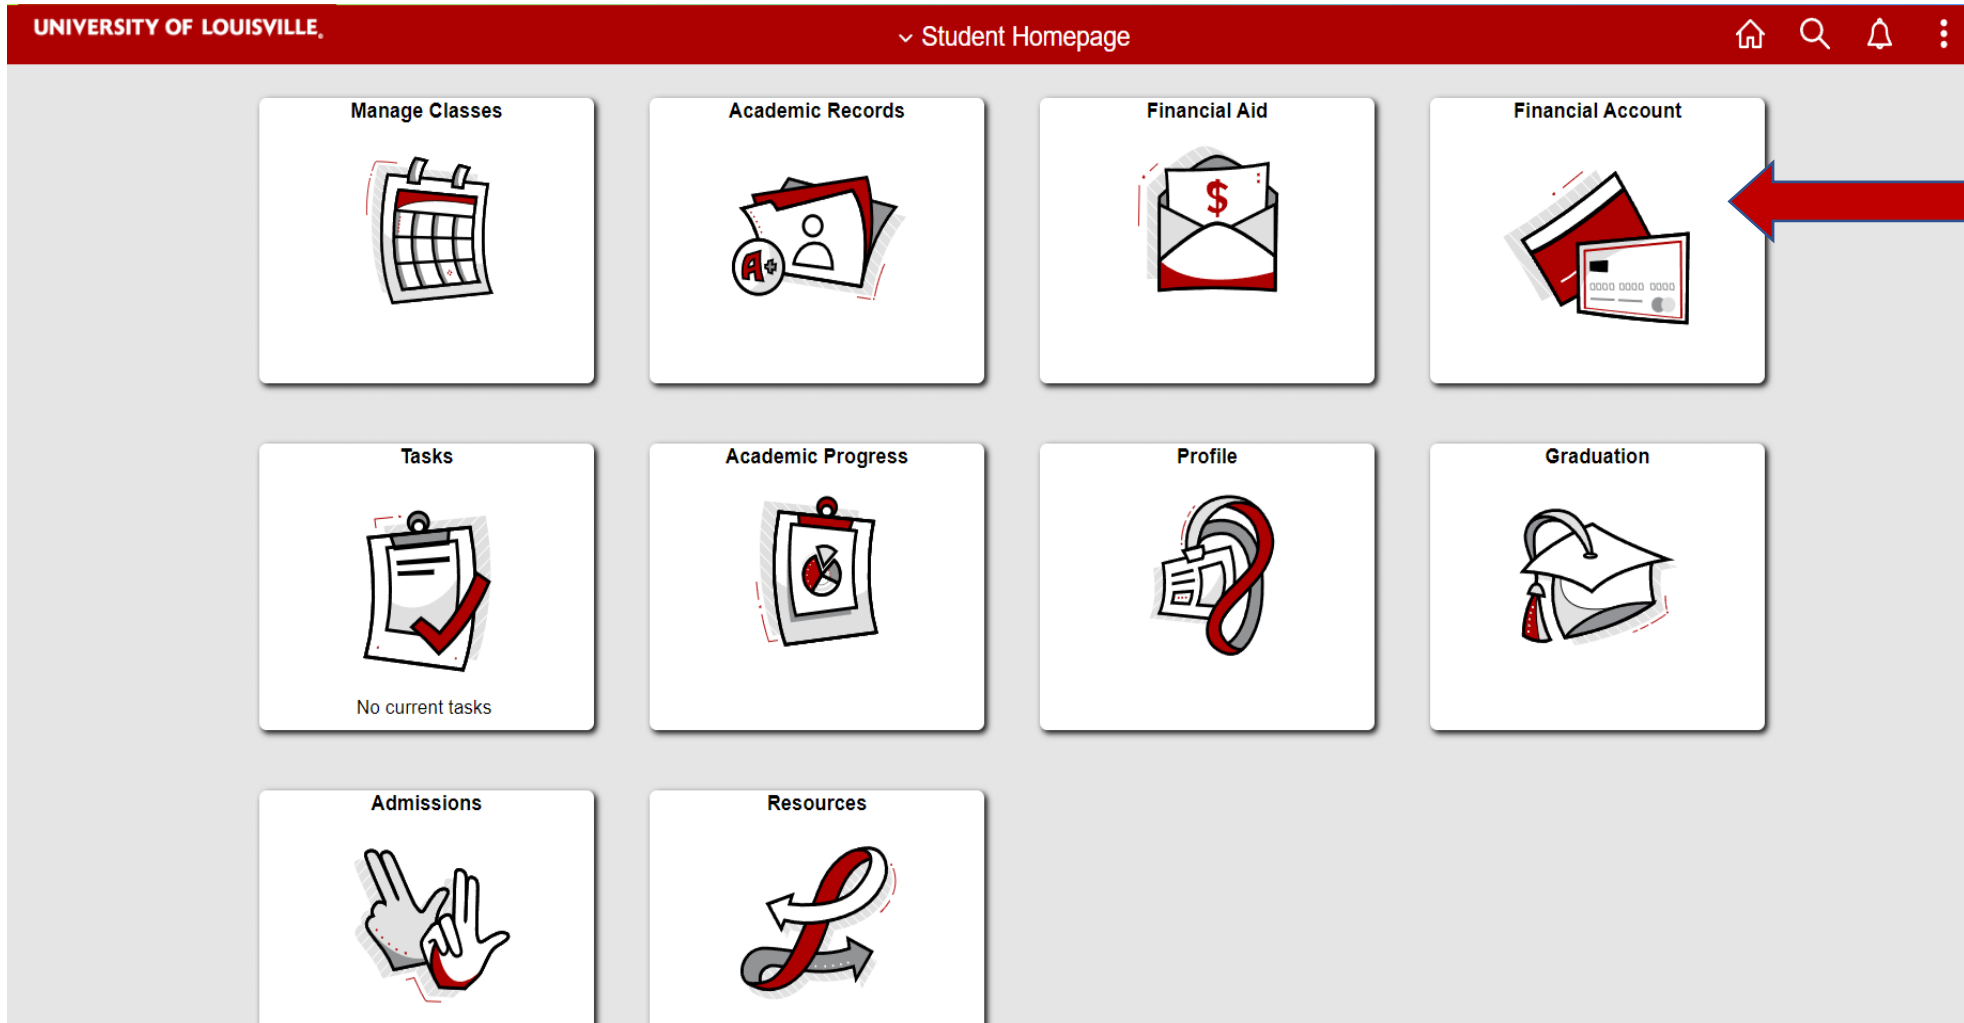 UNIVERSITY OF LOUISVILLE.
Student Homepage
Manage Classes
Academic Records
Financial Aid
Financial Account
$
A+
0000 0000 0000
Tasks
Academic Progress
Profile
Graduation
No current tasks
Admissions
Resources